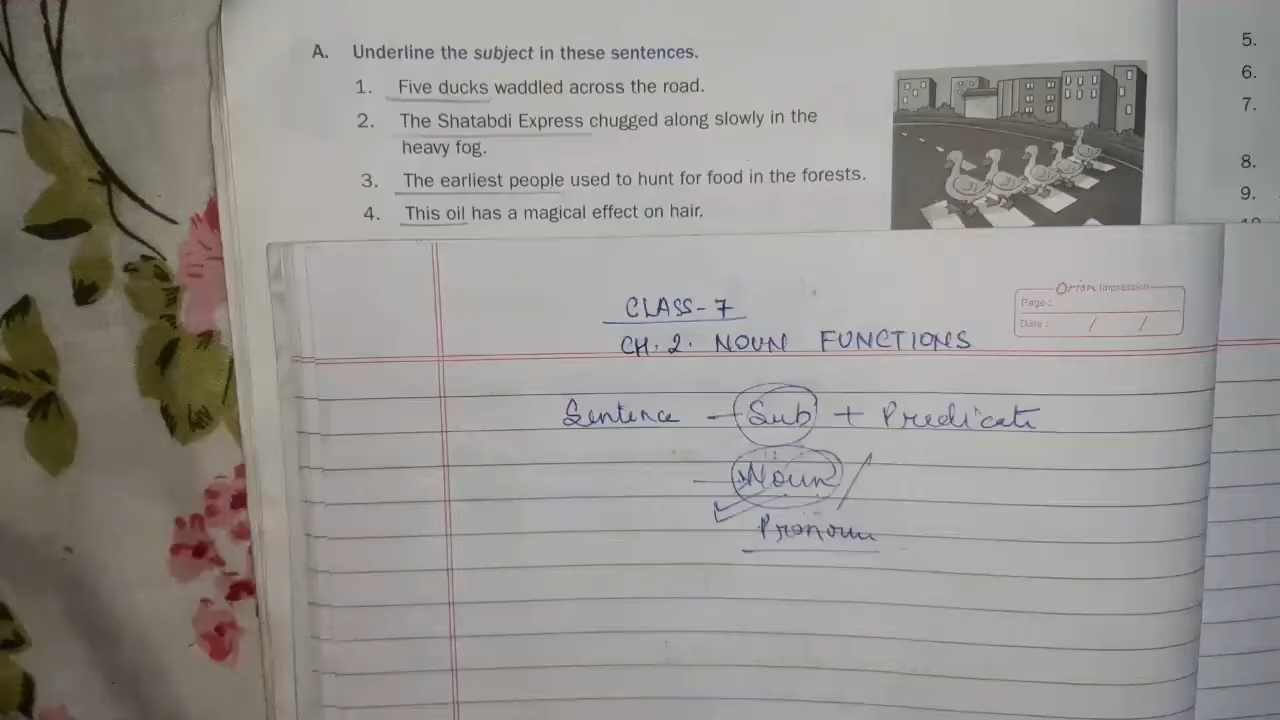 A. Underline the subject in these sentences.
1. Five ducks waddled across the road.
2. The Shatabdi Express chugged along slowly in the
heavy fog.
3. The earliest people used to hunt for food in the forests.
4. This oil has a magical effect on hair.
5.
6.
7.
8.
9.
Orion Impression
Page :
Date : / /
CLASS-7
CH. 2. NOUN FUNCTIONS
Sentence - Sub + Predicate
- Noun /
Pronoun